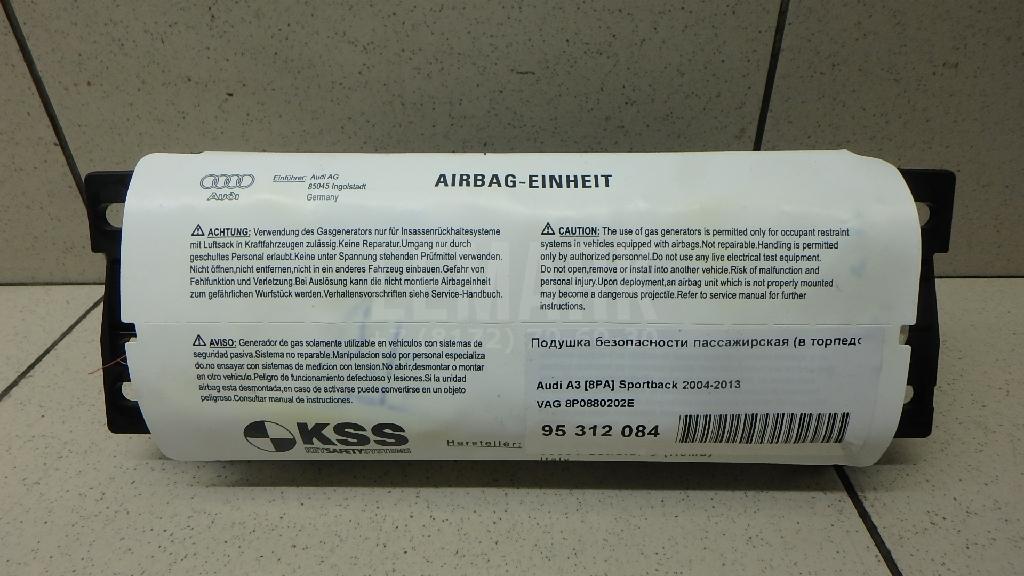 Audi
Einführer: Audi AG
85045 Ingolstadt
Germany
AIRBAG-EINHEIT
ACHTUNG: Verwendung des Gasgenerators nur für Insassenrückhaltesysteme
mit Luftsack in Kraftfahrzeugen zulässig.Keine Reparatur.Umgang nur durch
geschultes Personal erlaubt.Keine unter Spannung stehenden Prüfmittel verwenden.
Nicht öffnen,nicht entfernen,nicht in ein anderes Fahrzeug einbauen.Gefahr von
Fehlfunktion und Verletzung.Bei Auslösung kann die nicht montierte Airbageinheit
zum gefährlichen Wurfstück werden.Verhaltensvorschriften siehe Service-Handbuch.
CAUTION: The use of gas generators is permitted only for occupant restraint
systems in vehicles equipped with airbags.Not repairable.Handling is permitted
only by authorized personnel.Do not use any live electrical test equipment.
Do not open,remove or install into another vehicle.Risk of malfunction and
personal injury.Upon deployment,an airbag unit which is not properly mounted
may become a dangerous projectile.Refer to service manual for further
instructions.
AVISO: Generador de gas solamente utilizable en vehículos con sistemas de
seguridad pasiva.Sistema no reparable.Manipulacion solo por personal especializa
do.no ensayar con sistemas de medicion con tension.No abrir,desmontar o montar
en otro vehículo.Peligro de funcionamiento defectuoso y lesiones.Si la unidad
airbag esta desmontada,en caso de activarse puede convertirse en un objeto
peligroso.Consultar manual de instrucciones.
KSS
KEYSAFETYSYSTEMS
Hersteller:
Подушка безопасности пассажирская (в торпедо
Audi A3 [8PA] Sportback 2004-2013
VAG 8P0880202E
95 312 084